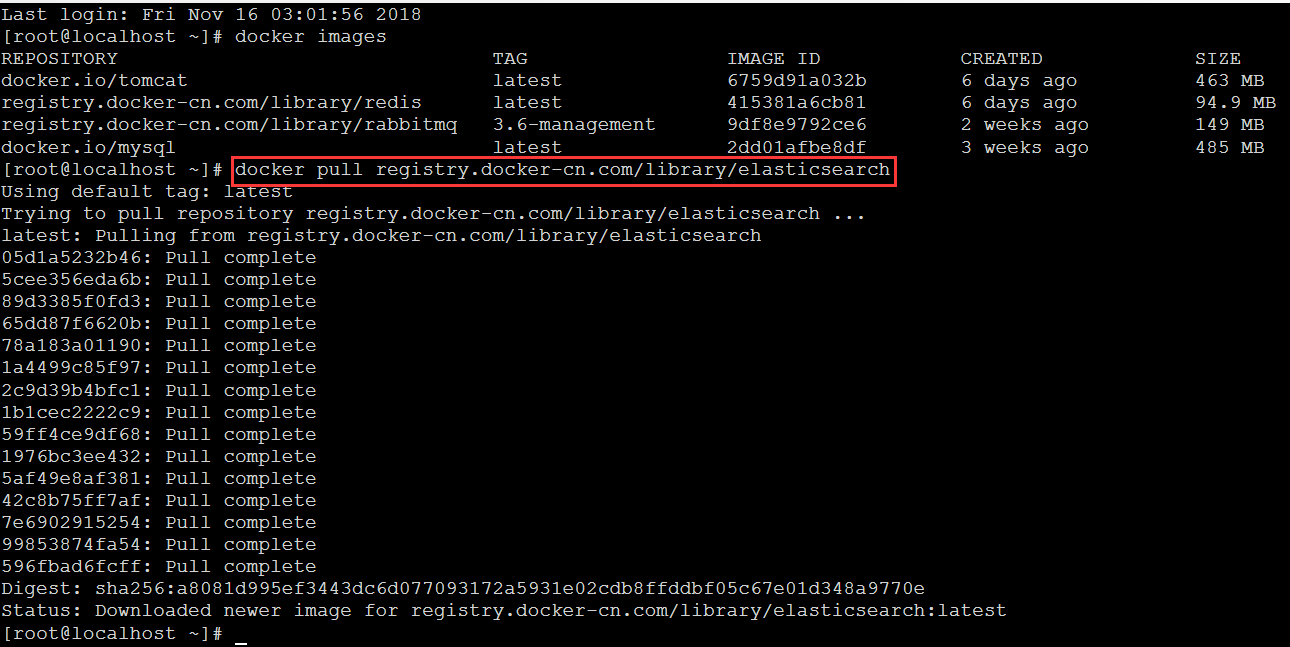 Last login: Fri Nov 16 03:01:56 2018
[root@localhost ~]# docker images
REPOSITORY TAG IMAGE ID CREATED SIZE
docker.io/tomcat latest 6759d91a032b 6 days ago 463 MB
registry.docker-cn.com/library/redis latest 415381a6cb81 6 days ago 94.9 MB
registry.docker-cn.com/library/rabbitmq 3.6-management 9df8e9792ce6 2 weeks ago 149 MB
docker.io/mysql latest 2dd01afbe8df 3 weeks ago 485 MB
[root@localhost ~]# docker pull registry.docker-cn.com/library/elasticsearch
Using default tag: latest
Trying to pull repository registry.docker-cn.com/library/elasticsearch ...
latest: Pulling from registry.docker-cn.com/library/elasticsearch
05d1a5232b46: Pull complete
5cee356eda6b: Pull complete
89d3385f0fd3: Pull complete
65dd87f6620b: Pull complete
78a183a01190: Pull complete
1a4499c85f97: Pull complete
2c9d39b4bfc1: Pull complete
1b1cec2222c9: Pull complete
59ff4ce9df68: Pull complete
1976bc3ee432: Pull complete
5af49e8af381: Pull complete
42c8b75ff7af: Pull complete
7e6902915254: Pull complete
99853874fa54: Pull complete
596fbad6fcff: Pull complete
Digest: sha256:a8081d995ef3443dc6d077093172a5931e02cdb8ffddbf05c67e01d348a9770e
Status: Downloaded newer image for registry.docker-cn.com/library/elasticsearch:latest
[root@localhost ~]# _